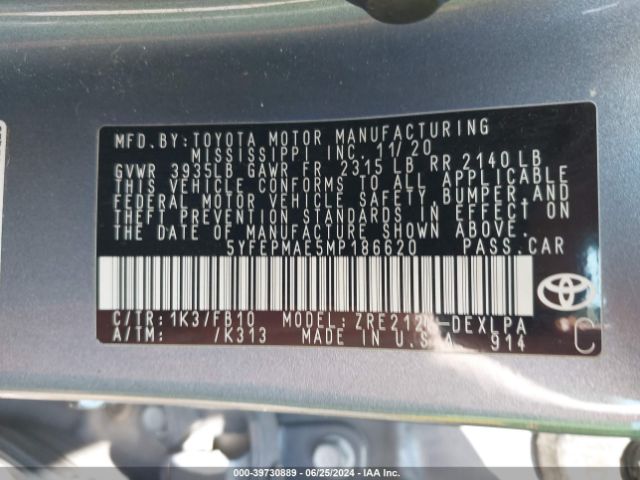 MFD. BY: TOYOTA MOTOR MANUFACTURING
MISSISSIPPI INC. 11/20
GVWR 3935LB GAWR FR 2315 LB RR 2140 LB
THIS VEHICLE CONFORMS TO ALL APPLICABLE
FEDERAL MOTOR VEHICLE SAFETY, BUMPER, AND
THEFT PREVENTION STANDARDS IN EFFECT ON
THE DATE OF MANUFACTURE SHOWN ABOVE.
5YFEPMAE5MP186620 PASS. CAR
C/TR: 1K3/FB10 MODEL:
A/TM: /K313 MADE IN U.S.A. 914
C
000-39730889 - 06/25/2024 - IAA Inc.